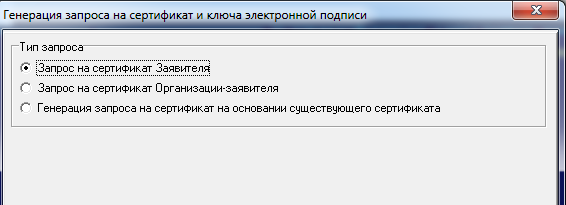 Генерация запроса на сертификат и ключа электронной подписи
Тип запроса
Запрос на сертификат Заявителя
Запрос на сертификат Организации-заявителя
Генерация запроса на сертификат на основании существующего сертификата